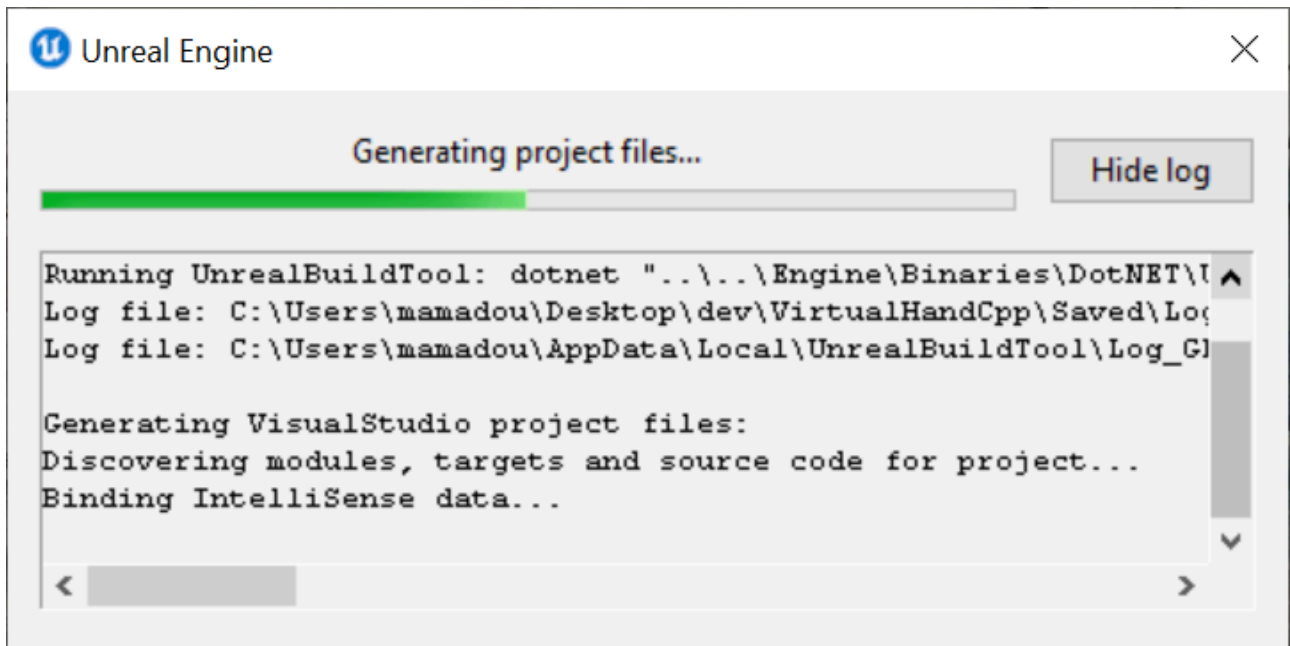 Unreal Engine
Generating project files...
Hide log
Running UnrealBuildTool: dotnet "..\..\Engine\Binaries\DotNET\
Log file: C:\Users\mamadou\Desktop\dev\VirtualHandCpp\Saved\Log
Log file: C:\Users\mamadou\AppData\Local\UnrealBuildTool\Log_G
Generating VisualStudio project files:
Discovering modules, targets and source code for project...
Binding IntelliSense data...